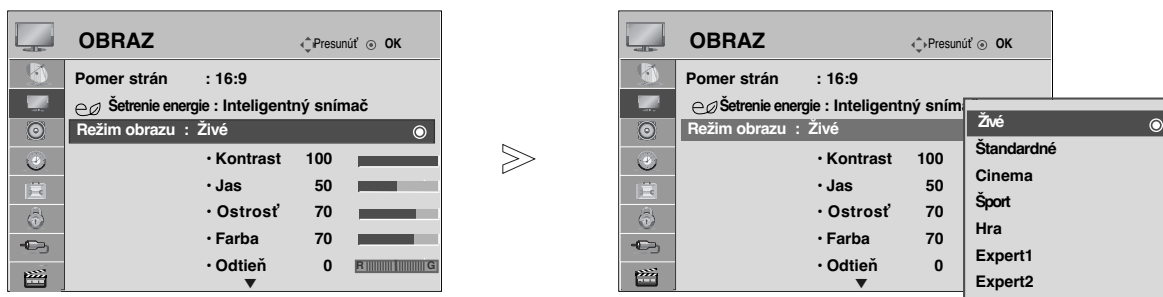 OBRAZ Presunúť OK
Pomer strán : 16:9
Šetrenie energie : Inteligentný snímač
Režim obrazu : Živé
• Kontrast 100
• Jas 50
• Ostrosť 70
• Farba 70
• Odtieň 0 R G
OBRAZ Presunúť OK
Pomer strán : 16:9
Šetrenie energie : Inteligentný sním
Režim obrazu : Živé
• Kontrast 100
• Jas 50
• Ostrosť 70
• Farba 70
• Odtieň 0
Živé
Štandardné
Cinema
Šport
Hra
Expert1
Expert2